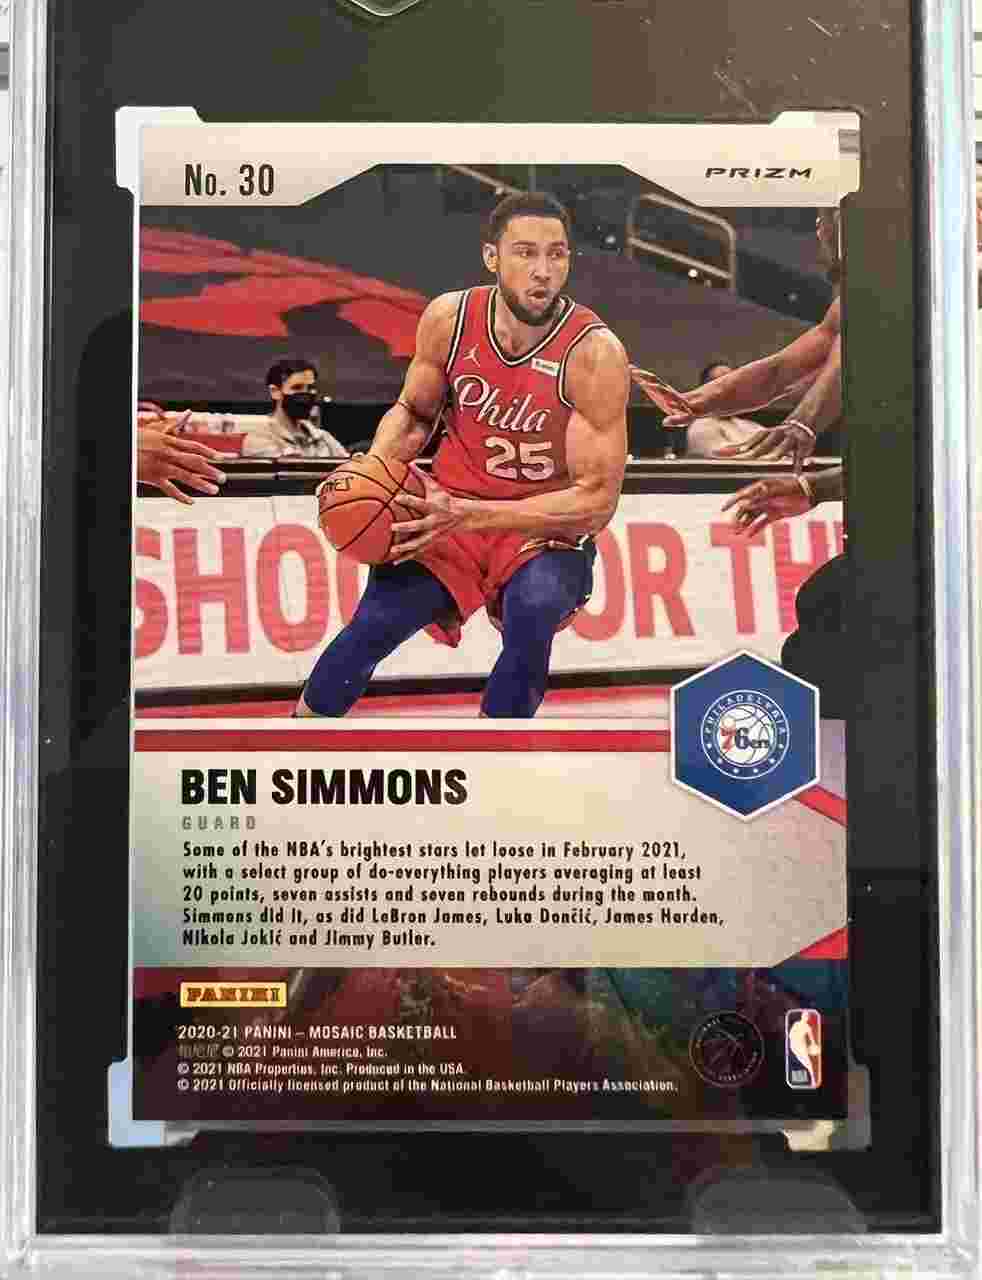 No. 30
PRIZM
Phila
25
SHOO
OR TH
PHILADELPHIA
76ers
BEN SIMMONS
GUARD
Some of the NBA's brightest stars let loose in February 2021,
with a select group of do-everything players averaging at least
20 points, seven assists and seven rebounds during the month.
Simmons did it, as did LeBron James, Luka Dončić, James Harden,
Nikola Jokić and Jimmy Butler.
PANINI
2020-21 PANINI – MOSAIC BASKETBALL
© 2021 Panini America, Inc.
© 2021 NBA Properties, Inc. Produced in the USA.
© 2021 Officially licensed product of the National Basketball Players Association.
NBA